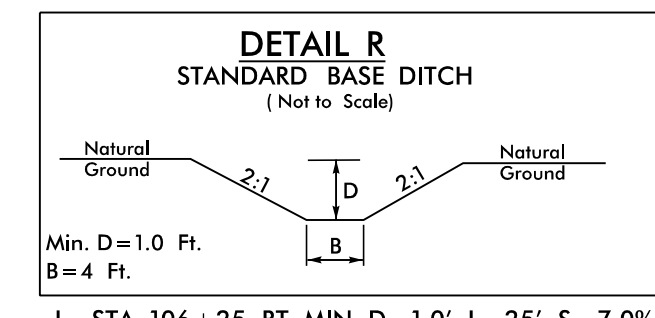 DETAIL R
STANDARD BASE DITCH
( Not to Scale)
Natural
Ground
2:1
D
2:1
Natural
Ground
Min. D=1.0 Ft.
B=4 Ft.
B